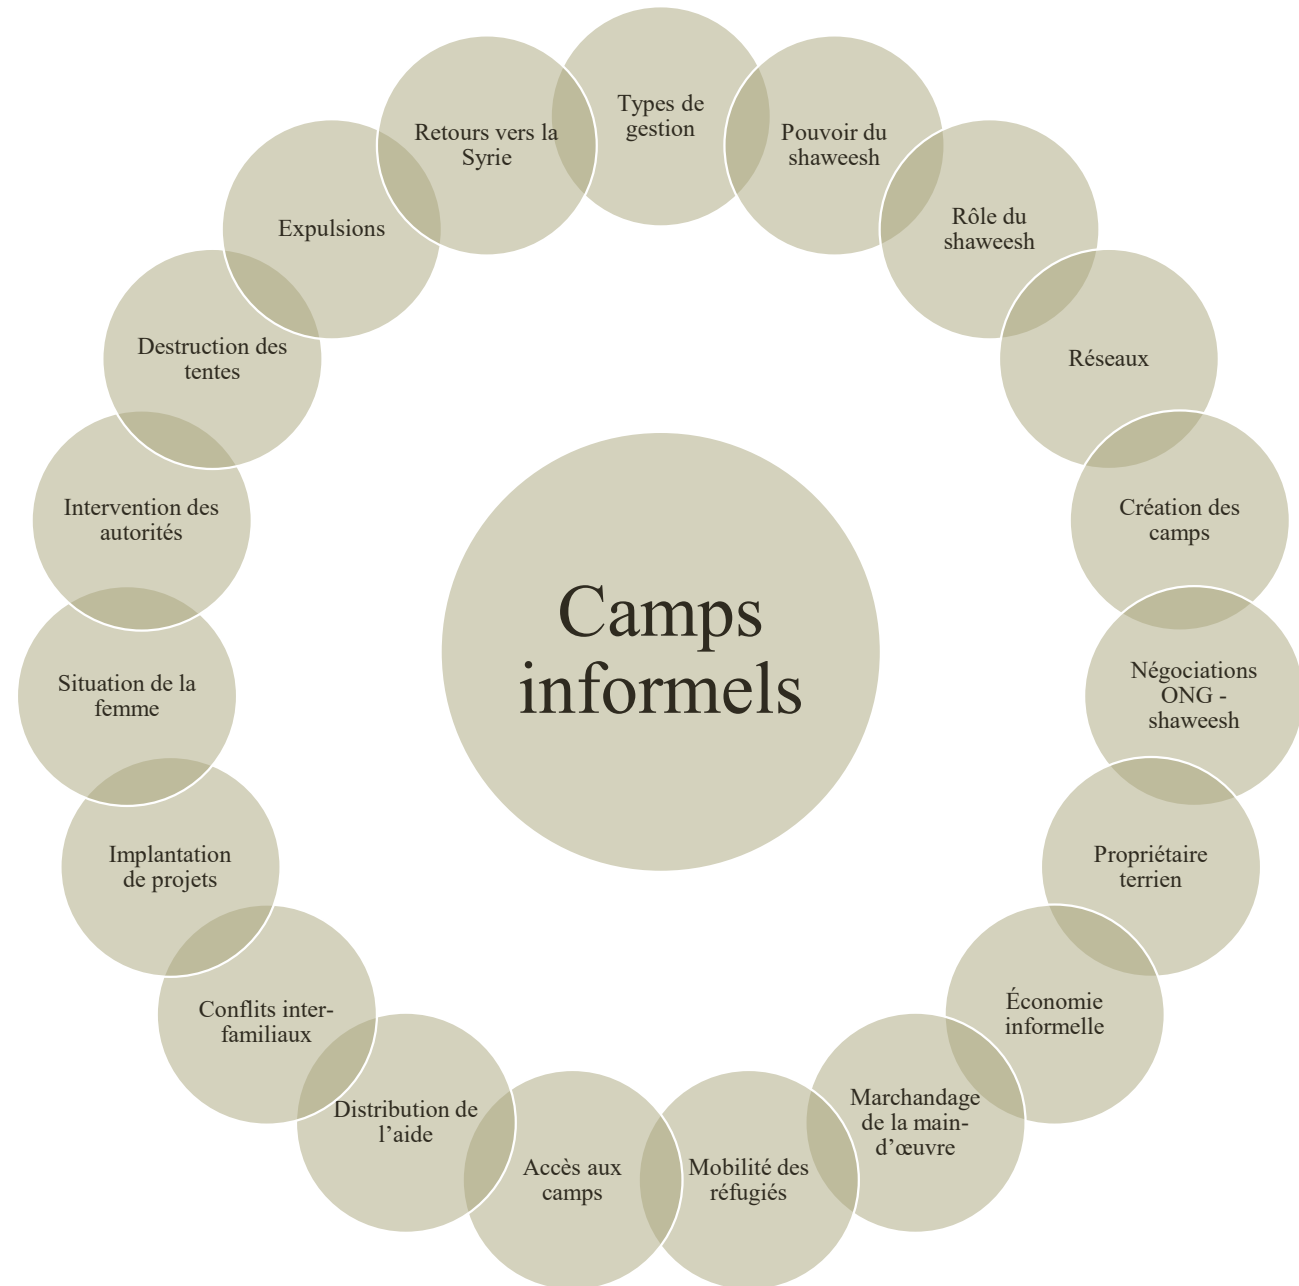 Types de
gestion
Pouvoir du
shaweesh
Rôle du
shaweesh
Réseaux
Création des
camps
Négociations
ONG -
shaweesh
Propriétaire
terrien
Économie
informelle
Marchandage
de la main-
d’œuvre
Mobilité des
réfugiés
Accès aux
camps
Distribution de
l’aide
Conflits inter-
familiaux
Implantation
de projets
Situation de la
femme
Intervention des
autorités
Destruction des
tentes
Expulsions
Retours vers la
Syrie
Camps
informels